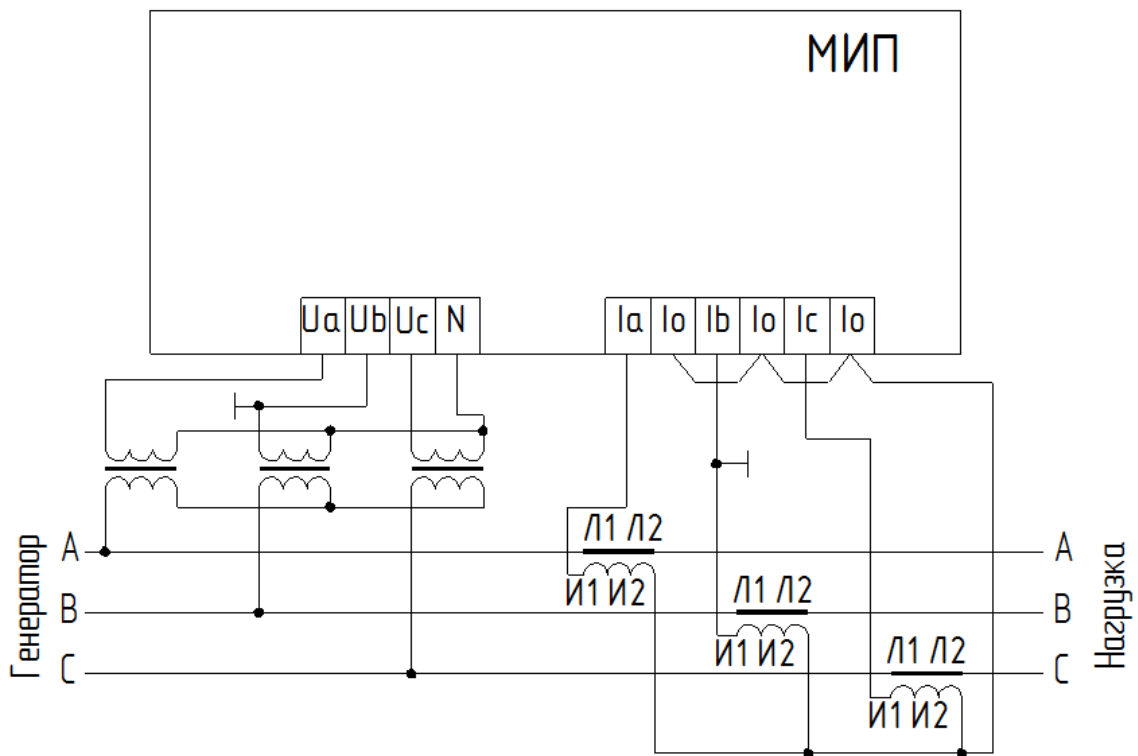 МИП
Ua Ub Uc N
Ia Io Ib Io Ic Io
Л1 Л2
A
A
И1 И2
Л1 Л2
B
B
И1 И2
Л1 Л2
C
C
И1 И2
Генератор
Нагрузка